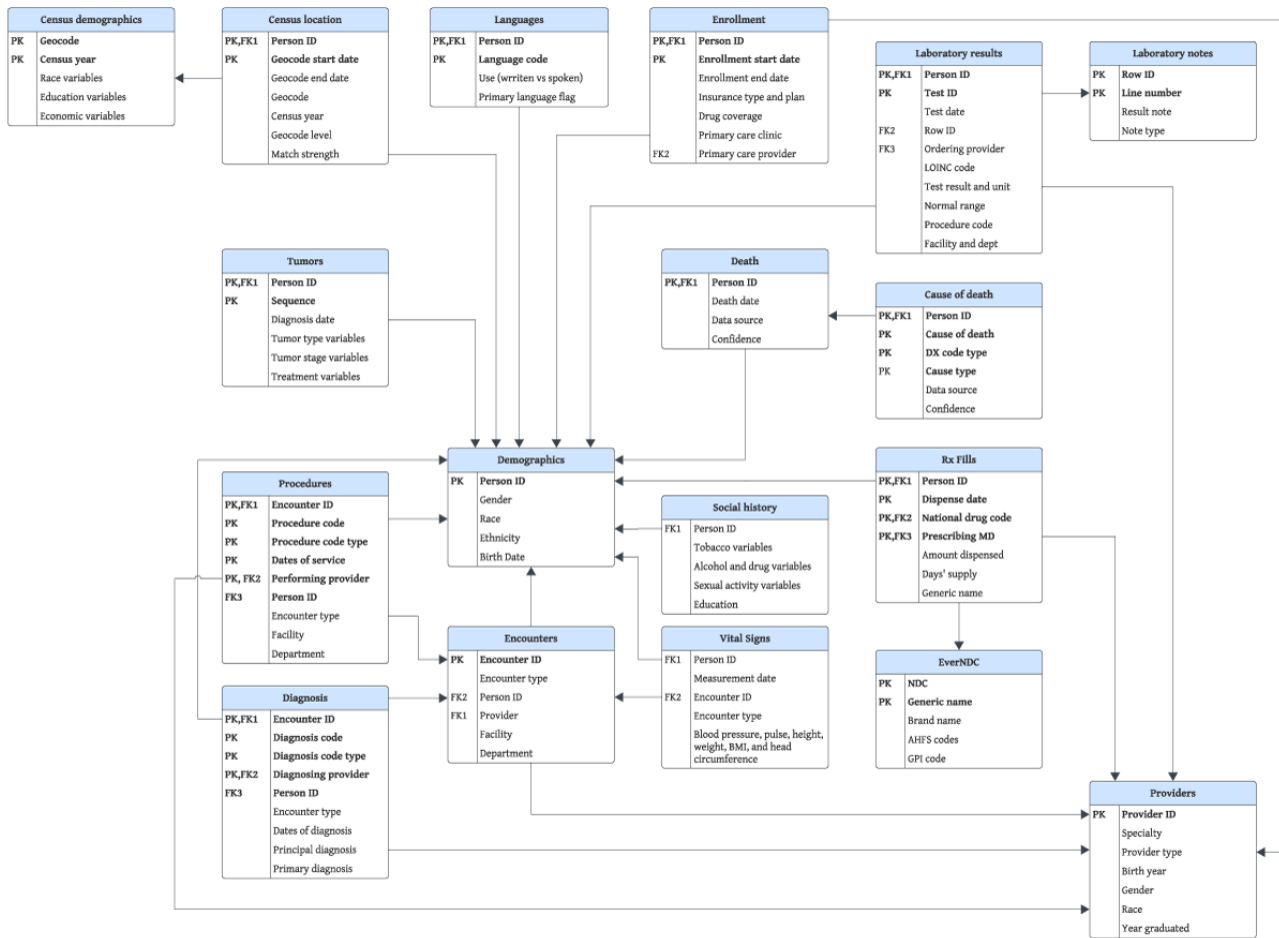 Census demographics
PK Geocode
PK Census year
Race variables
Education variables
Economic variables
Census location
PK,FK1 Person ID
PK Geocode start date
Geocode end date
Geocode
Census year
Geocode level
Match strength
Languages
PK,FK1 Person ID
PK Language code
Use (wrriten vs spoken)
Primary language flag
Enrollment
PK,FK1 Person ID
PK Enrollment start date
Enrollment end date
Insurance type and plan
Drug coverage
Primary care clinic
FK2 Primary care provider
Laboratory results
PK,FK1 Person ID
PK Test ID
Test date
FK2 Row ID
FK3 Ordering provider
LOINC code
Test result and unit
Normal range
Procedure code
Facility and dept
Laboratory notes
PK Row ID
PK Line number
Result note
Note type
Tumors
PK,FK1 Person ID
PK Sequence
Diagnosis date
Tumor type variables
Tumor stage variables
Treatment variables
Death
PK,FK1 Person ID
Death date
Data source
Confidence
Cause of death
PK,FK1 Person ID
PK Cause of death
PK DX code type
PK Cause type
Data source
Confidence
Demographics
PK Person ID
Gender
Race
Ethnicity
Birth Date
Procedures
PK,FK1 Encounter ID
PK Procedure code
PK Procedure code type
PK Dates of service
PK, FK2 Performing provider
FK3 Person ID
Encounter type
Facility
Department
Social history
FK1 Person ID
Tobacco variables
Alcohol and drug variables
Sexual activity variables
Education
Rx Fills
PK,FK1 Person ID
PK Dispense date
PK,FK2 National drug code
PK,FK3 Prescribing MD
Amount dispensed
Days' supply
Generic name
Encounters
PK Encounter ID
Encounter type
FK2 Person ID
FK1 Provider
Facility
Department
Vital Signs
FK1 Person ID
Measurement date
FK2 Encounter ID
Encounter type
Blood pressure, pulse, height,
weight, BMI, and head
circumference
EverNDC
PK NDC
PK Generic name
Brand name
AHFS codes
GPI code
Diagnosis
PK,FK1 Encounter ID
PK Diagnosis code
PK Diagnosis code type
PK,FK2 Diagnosing provider
FK3 Person ID
Encounter type
Dates of diagnosis
Principal diagnosis
Primary diagnosis
Providers
PK Provider ID
Specialty
Provider type
Birth year
Gender
Race
Year graduated